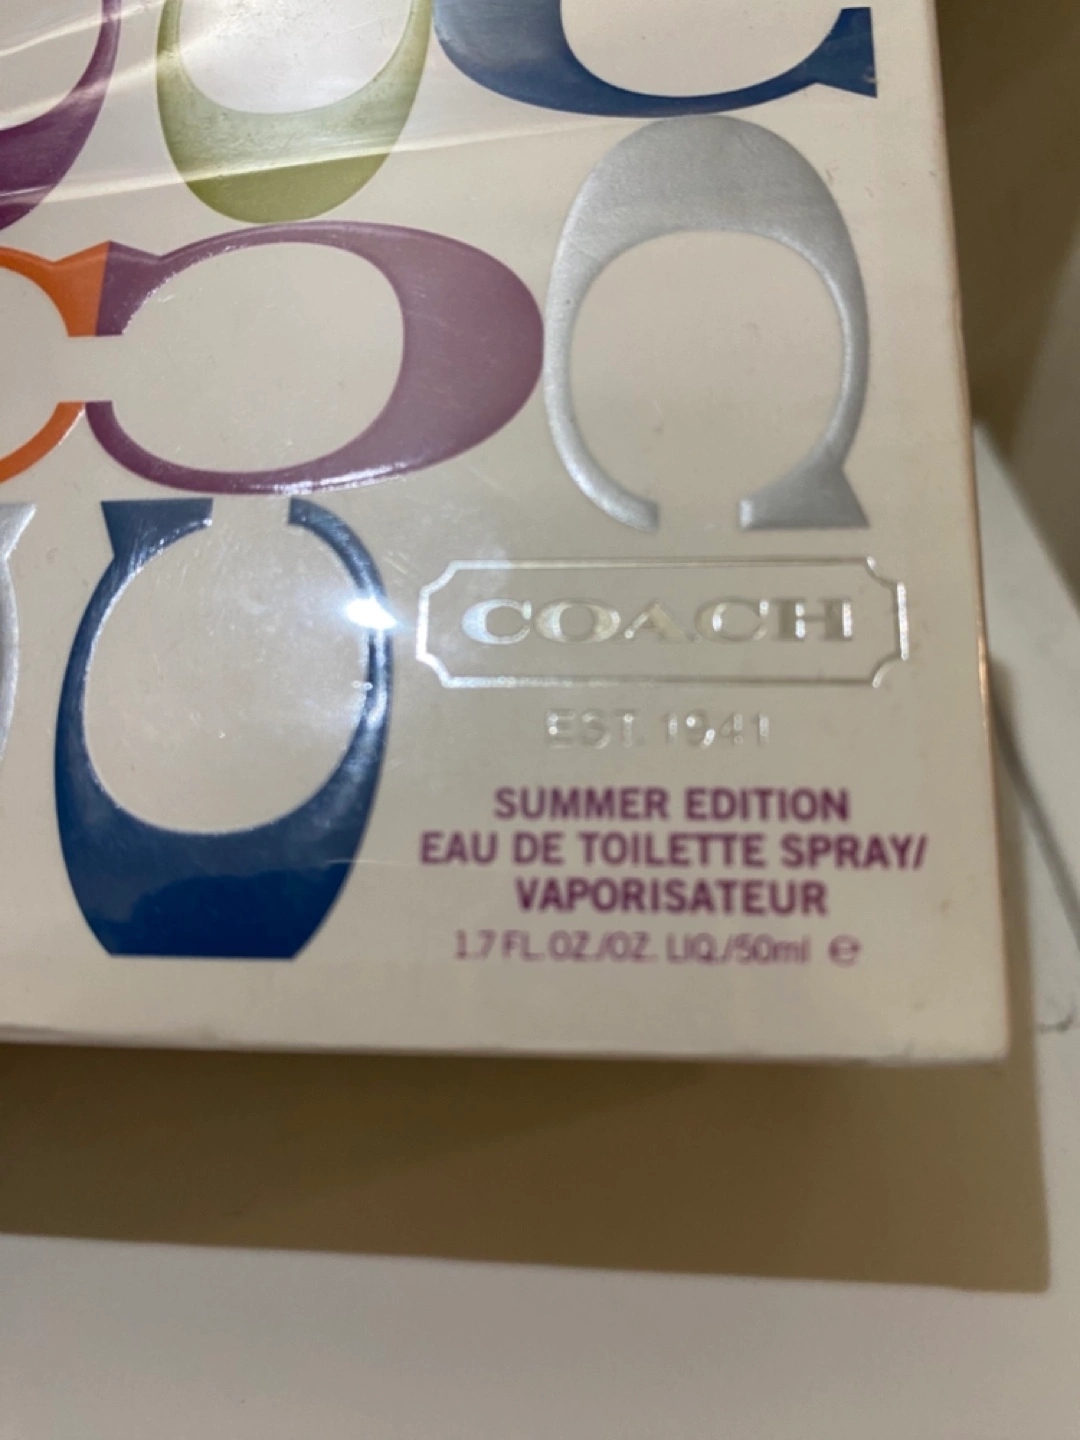 COACH
EST. 1941
SUMMER EDITION
EAU DE TOILETTE SPRAY/
VAPORISATEUR
1.7 FL.OZ./OZ. LIQ./50ml ℮